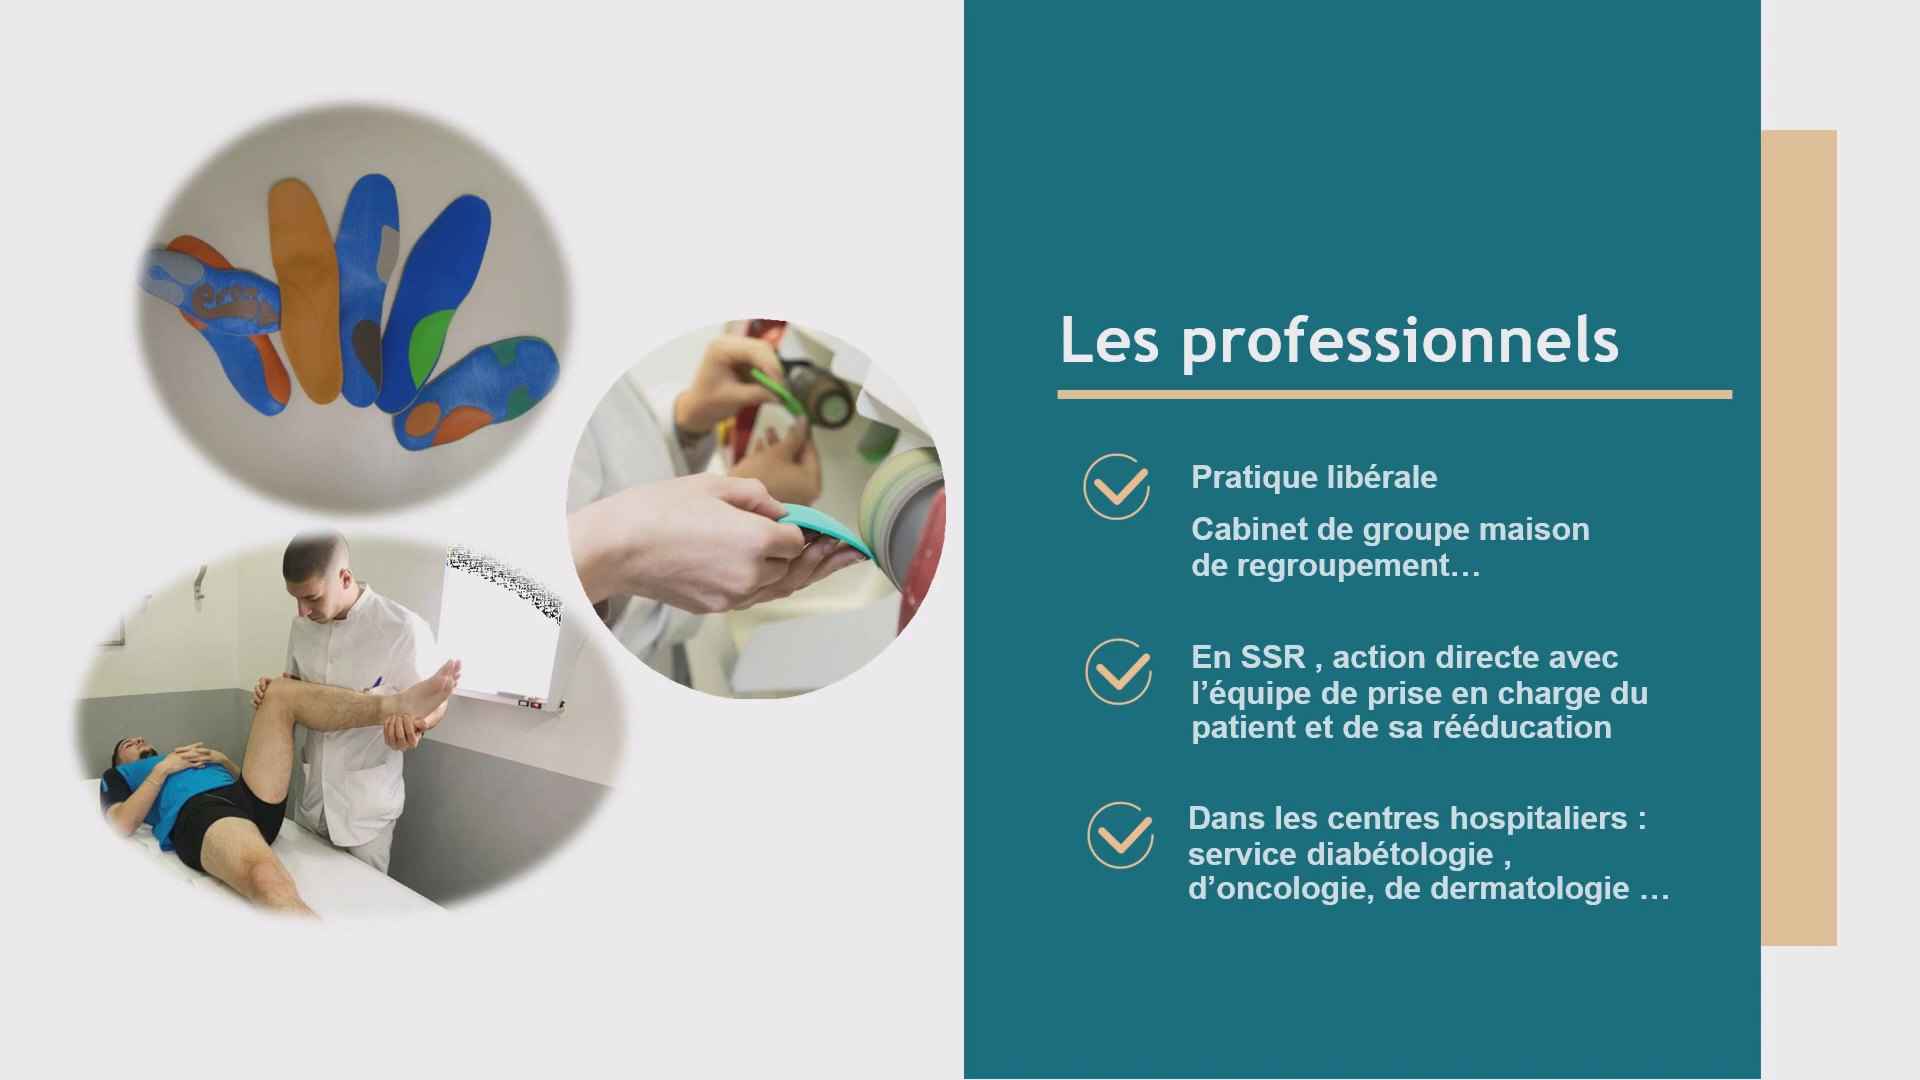 Les professionnels
Pratique libérale
Cabinet de groupe maison
de regroupement…
En SSR , action directe avec
l’équipe de prise en charge du
patient et de sa rééducation
Dans les centres hospitaliers :
service diabétologie ,
d’oncologie, de dermatologie …